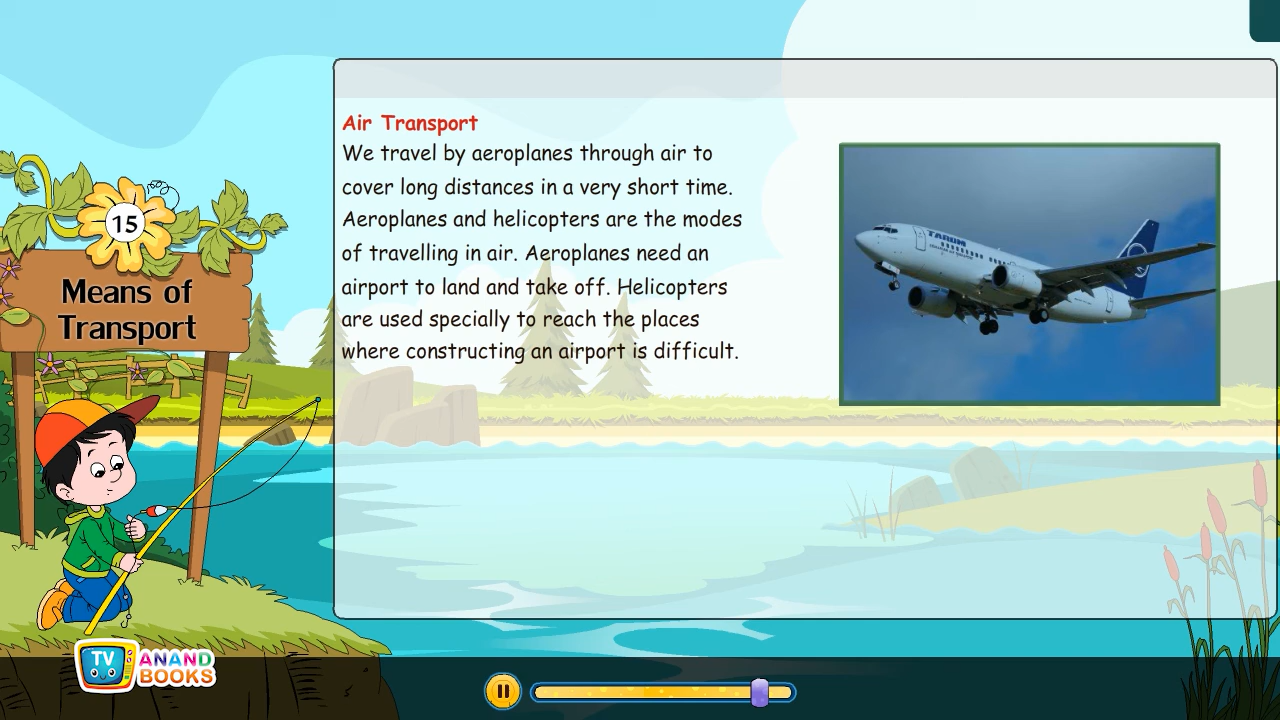 15
Means of
Transport
Air Transport
We travel by aeroplanes through air to
cover long distances in a very short time.
Aeroplanes and helicopters are the modes
of travelling in air. Aeroplanes need an
airport to land and take off. Helicopters
are used specially to reach the places
where constructing an airport is difficult.
TAROM
TV
ANAND
BOOKS